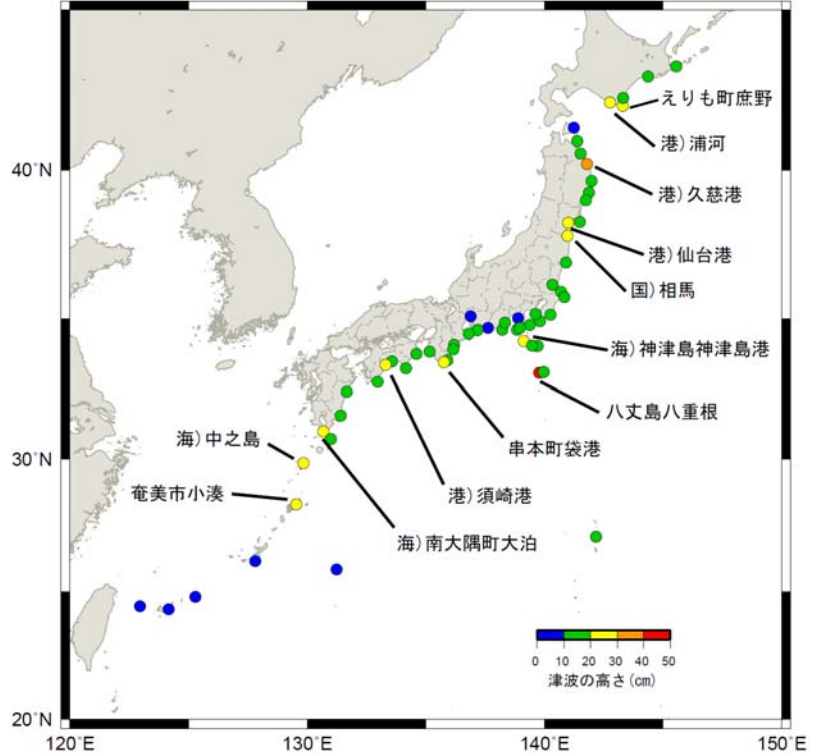 えりも町庶野
港)浦河
40°N
港)久慈港
港)仙台港
国)相馬
海)神津島神津島港
八丈島八重根
串本町袋港
海)中之島
30°N
奄美市小湊
港)須崎港
海)南大隅町大泊
0 10 20 30 40 50
津波の高さ(cm)
20°N
120°E 130°E 140°E 150°E